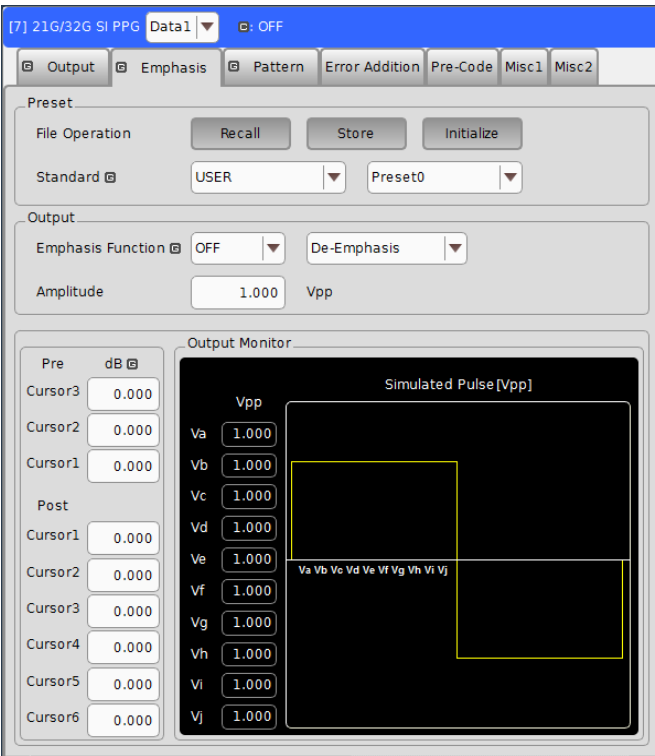 [7] 21G/32G SI PPG Data1 C: OFF
C Output C Emphasis C Pattern Error Addition Pre-Code Misc1 Misc2
Preset
File Operation Recall Store Initialize
Standard C USER Preset0
Output
Emphasis Function C OFF De-Emphasis
Amplitude 1.000 Vpp
Pre dB C
Cursor3 0.000
Cursor2 0.000
Cursor1 0.000
Post
Cursor1 0.000
Cursor2 0.000
Cursor3 0.000
Cursor4 0.000
Cursor5 0.000
Cursor6 0.000
Output Monitor
Simulated Pulse[Vpp]
Vpp
Va 1.000
Vb 1.000
Vc 1.000
Vd 1.000
Ve 1.000
Vf 1.000
Vg 1.000
Vh 1.000
Vi 1.000
Vj 1.000
Va Vb Vc Vd Ve Vf Vg Vh Vi Vj